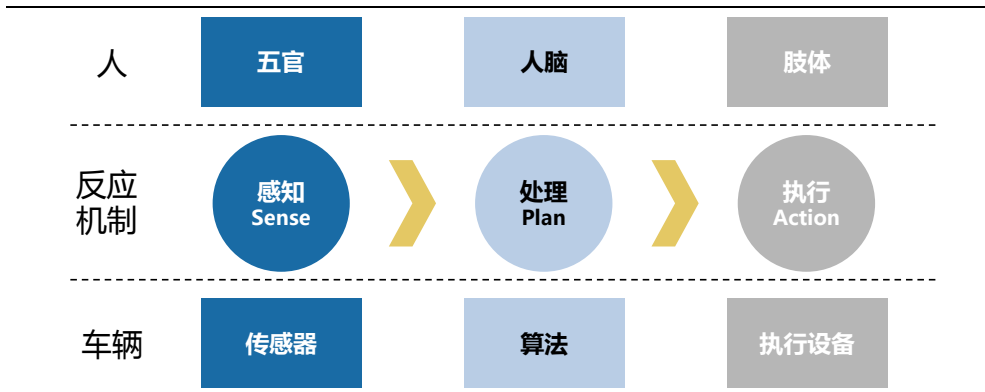 人
五官
人脑
肢体
反应
机制
感知
Sense
处理
Plan
执行
Action
车辆
传感器
算法
执行设备